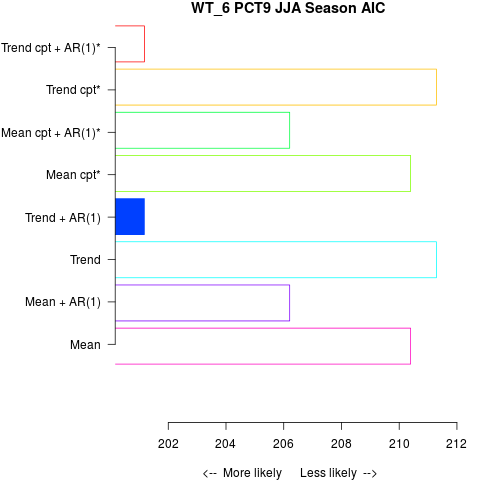 WT_6 PCT9 JJA Season AIC
Trend cpt + AR(1)*
Trend cpt*
Mean cpt + AR(1)*
Mean cpt*
Trend + AR(1)
Trend
Mean + AR(1)
Mean
202 204 206 208 210 212
<-- More likely Less likely -->